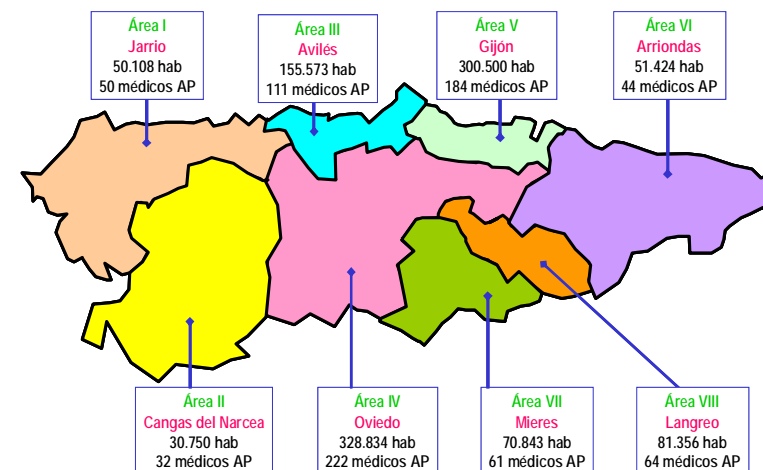 Área I
Jarrio
50.108 hab
50 médicos AP
Área III
Avilés
155.573 hab
111 médicos AP
Área V
Gijón
300.500 hab
184 médicos AP
Área VI
Arriondas
51.424 hab
44 médicos AP
Área II
Cangas del Narcea
30.750 hab
32 médicos AP
Área IV
Oviedo
328.834 hab
222 médicos AP
Área VII
Mieres
70.843 hab
61 médicos AP
Área VIII
Langreo
81.356 hab
64 médicos AP